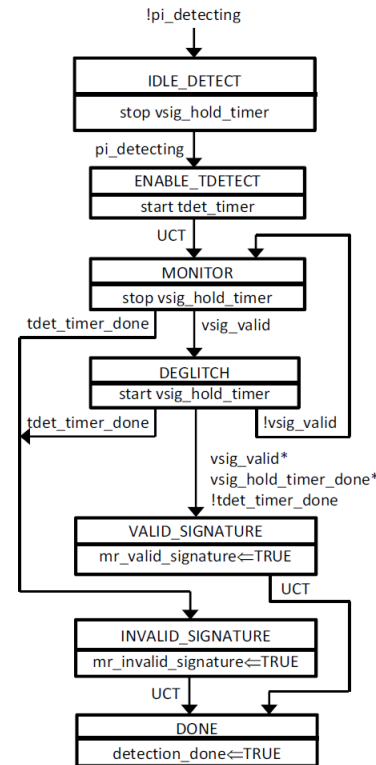 !pi_detecting
IDLE_DETECT
stop vsig_hold_timer
pi_detecting
ENABLE_TDETECT
start tdet_timer
UCT
MONITOR
stop vsig_hold_timer
tdet_timer_done
vsig_valid
DEGLITCH
start vsig_hold_timer
tdet_timer_done
!vsig_valid
vsig_valid*
vsig_hold_timer_done*
!tdet_timer_done
VALID_SIGNATURE
mr_valid_signature⇐TRUE
UCT
INVALID_SIGNATURE
mr_invalid_signature⇐TRUE
UCT
DONE
detection_done⇐TRUE